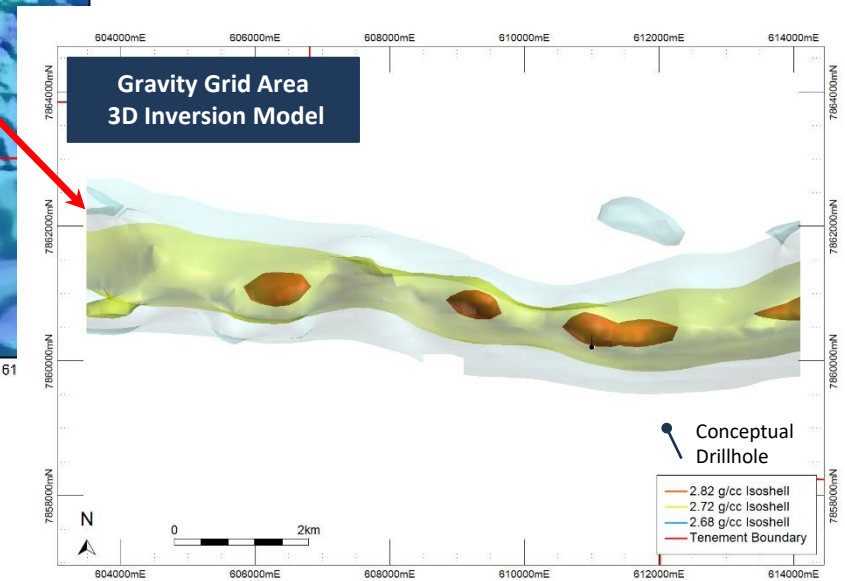 604000mE 606000mE 608000mE 610000mE 612000mE 614000mE
Gravity Grid Area
3D Inversion Model
7864000mN 7864000mN
7862000mN 7862000mN
7860000mN 7860000mN
61
Conceptual
Drillhole
2.82 g/cc Isoshell
2.72 g/cc Isoshell
2.68 g/cc Isoshell
Tenement Boundary
7858000mN 7858000mN
N
0 2km
604000mE 606000mE 608000mE 610000mE 612000mE 614000mE